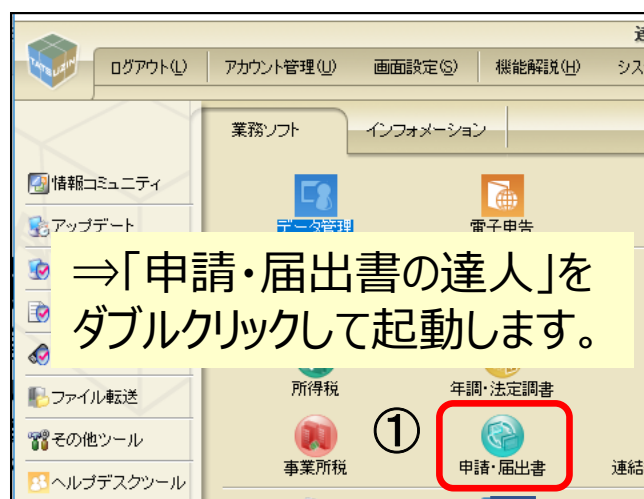 達
TATSUZIN
ログアウト(L)
アカウント管理(U)
画面設定(S)
機能解説(H)
シス
業務ソフト
インフォメーション
情報コミュニティ
アップデート
データ管理
電子申告
⇒「申請・届出書の達人」を
ダブルクリックして起動します。
ファイル転送
所得税
年調・法定調書
その他ツール
①
事業所税
申請・届出書
連結
ヘルプデスクツール